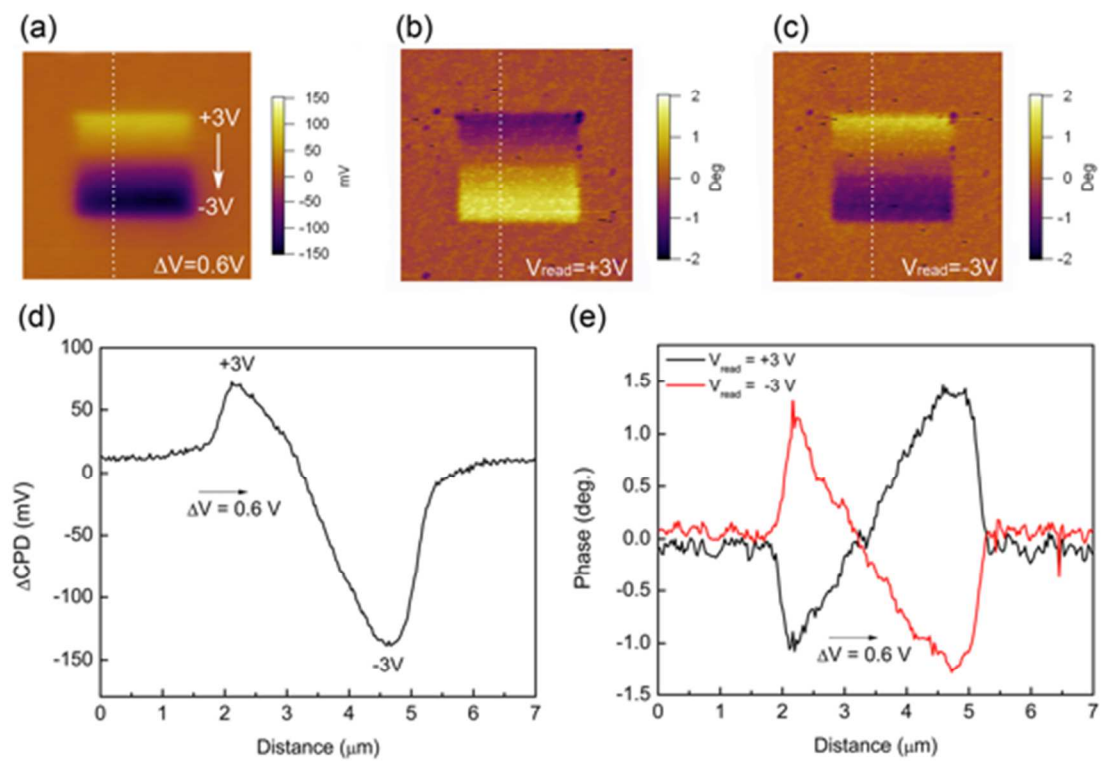 (a)
+3V
-3V
ΔV=0.6V
150
100
50
0
-50
-100
-150
mV
(b)
Vread=+3V
2
1
0
-1
-2
Deg
(c)
Vread=-3V
2
1
0
-1
-2
Deg
(d)
100
50
0
-50
-100
-150
ΔCPD (mV)
+3V
ΔV = 0.6 V
-3V
0 1 2 3 4 5 6 7
Distance (μm)
(e)
Vread = +3 V
Vread = -3 V
1.5
1.0
0.5
0.0
-0.5
-1.0
-1.5
Phase (deg.)
ΔV = 0.6 V
0 1 2 3 4 5 6 7
Distance (μm)